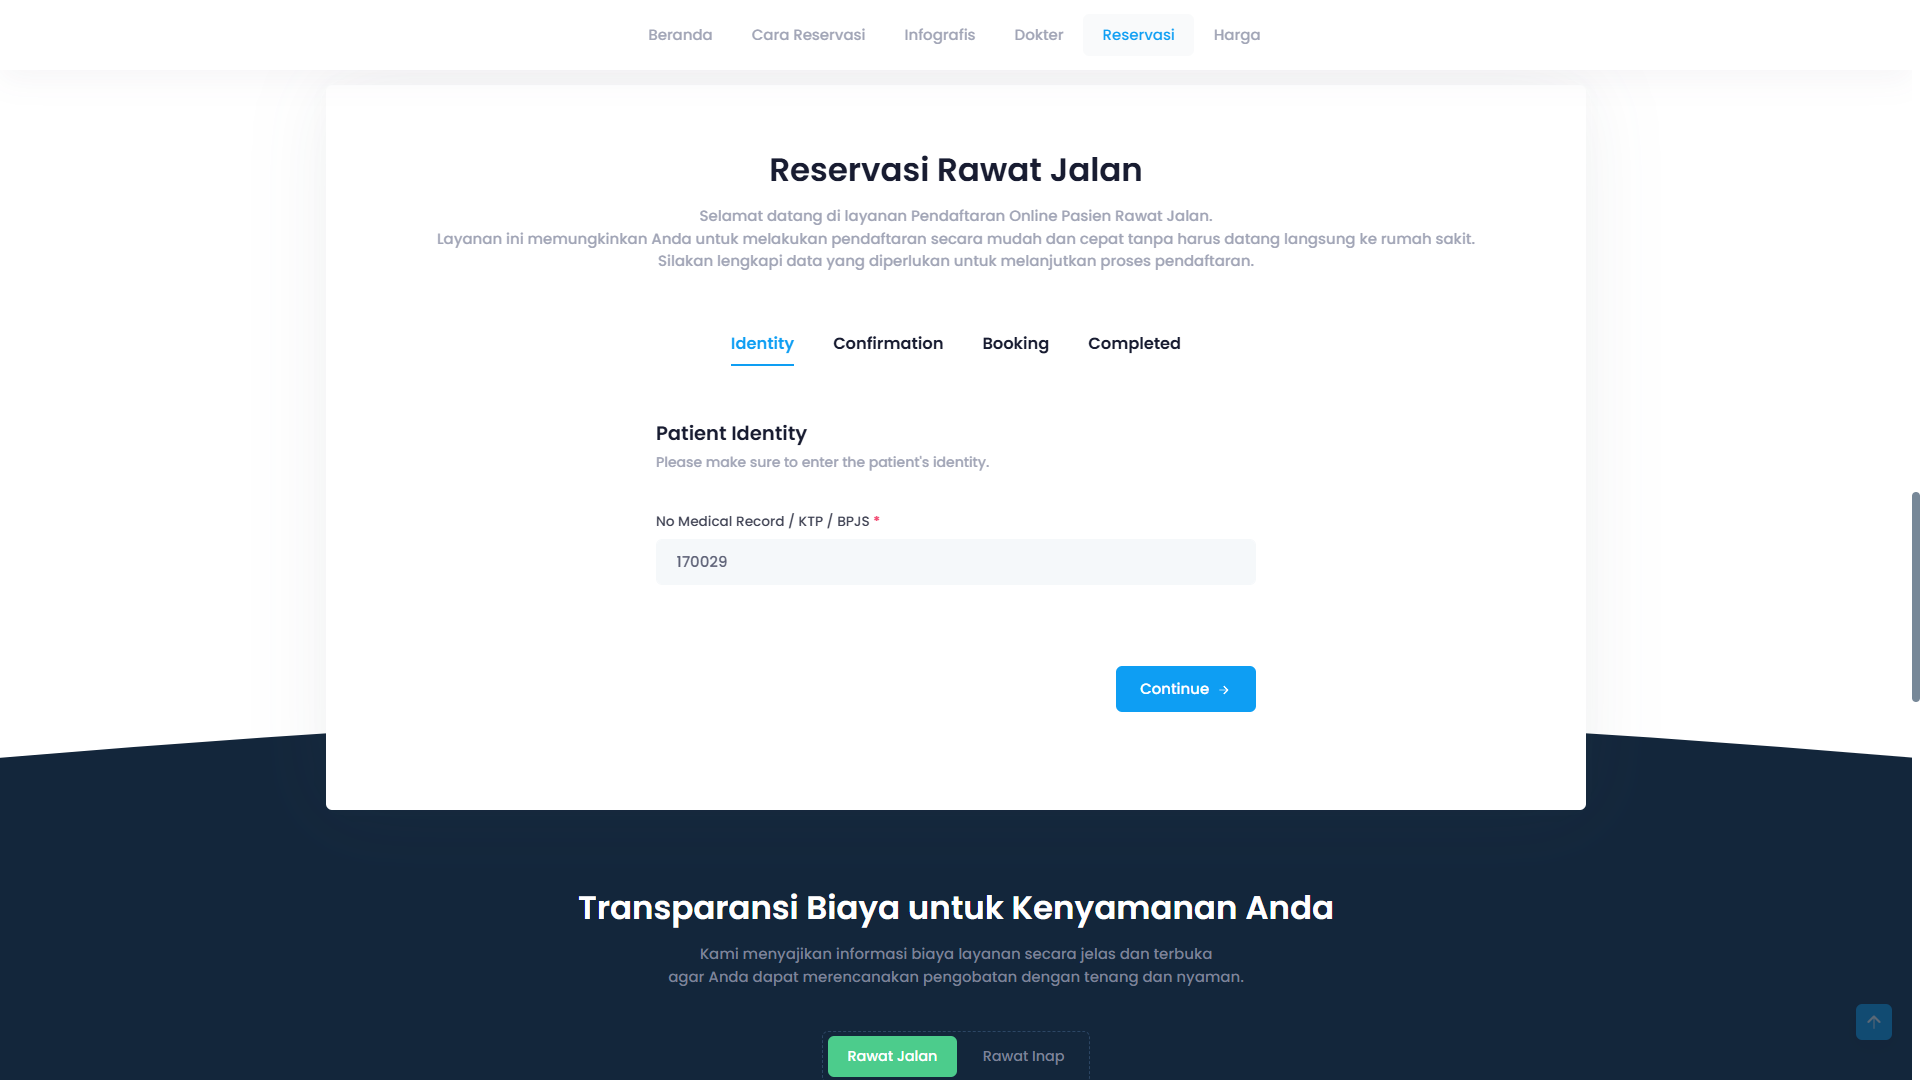 Beranda
Cara Reservasi
Infografis
Dokter
Reservasi
Harga
Reservasi Rawat Jalan
Selamat datang di layanan Pendaftaran Online Pasien Rawat Jalan.
Layanan ini memungkinkan Anda untuk melakukan pendaftaran secara mudah dan cepat tanpa harus datang langsung ke rumah sakit.
Silakan lengkapi data yang diperlukan untuk melanjutkan proses pendaftaran.
Identity
Confirmation
Booking
Completed
Patient Identity
Please make sure to enter the patient's identity.
No Medical Record / KTP / BPJS *
170029
Continue
Transparansi Biaya untuk Kenyamanan Anda
Kami menyajikan informasi biaya layanan secara jelas dan terbuka
agar Anda dapat merencanakan pengobatan dengan tenang dan nyaman.
Rawat Jalan
Rawat Inap